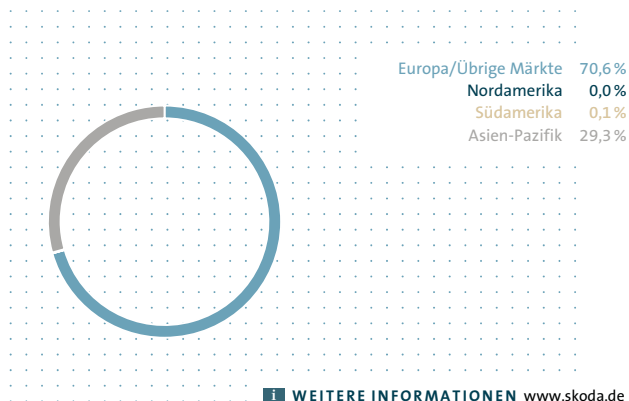 Europa/Übrige Märkte 70,6 %
Nordamerika 0,0 %
Südamerika 0,1 %
Asien-Pazifik 29,3 %
i WEITERE INFORMATIONEN www.skoda.de